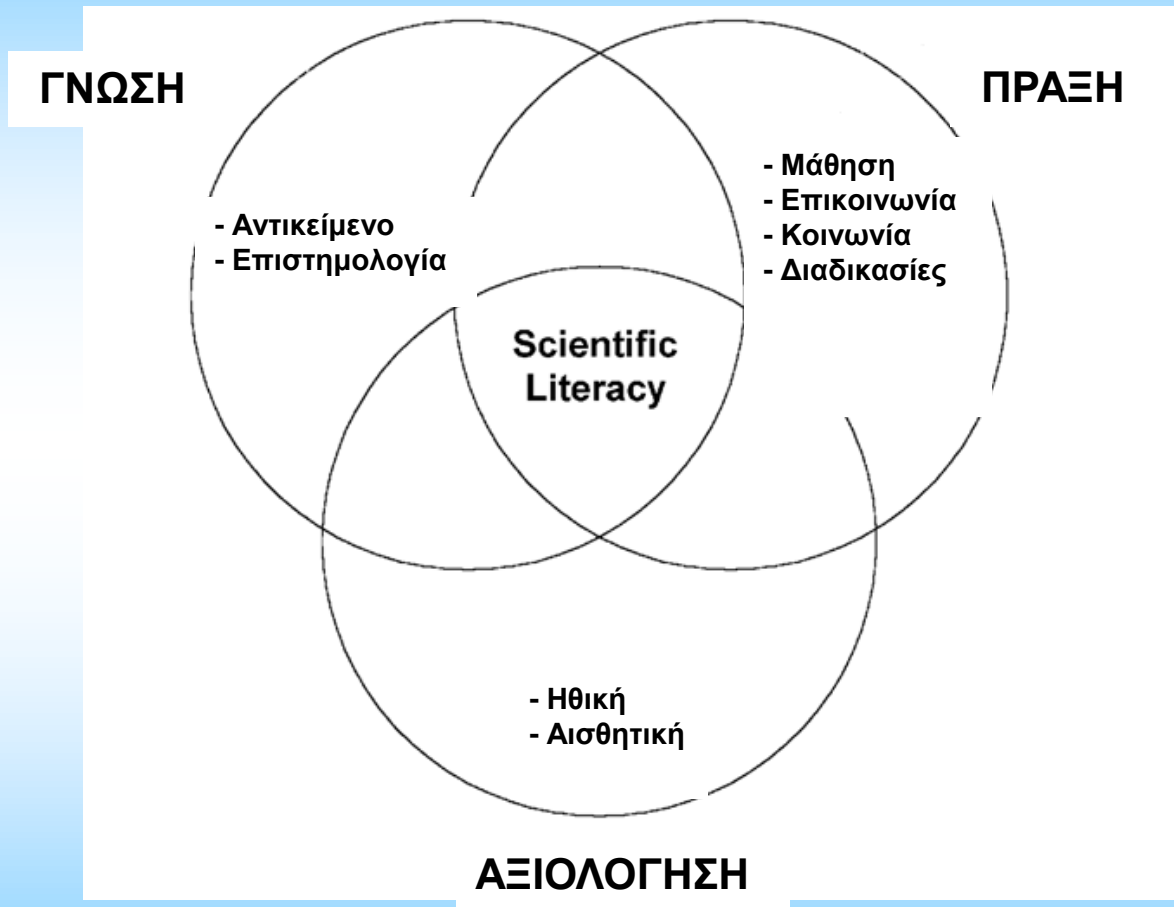 ΓΝΩΣΗ
ΠΡΑΞΗ
- Αντικείμενο
- Επιστημολογία
- Μάθηση
- Επικοινωνία
- Κοινωνία
- Διαδικασίες
Scientific
Literacy
- Ηθική
- Αισθητική
ΑΞΙΟΛΟΓΗΣΗ